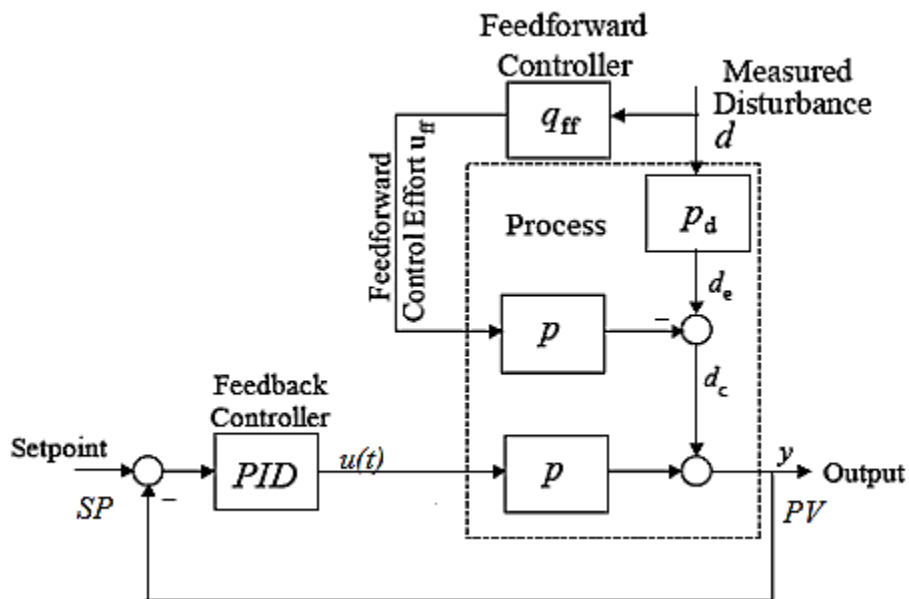 Feedforward
Controller
Measured
Disturbance
q_ff
d
Feedforward
Control Effort u_ff
Process
p_d
d_e
−
p
d_c
Feedback
Controller
Setpoint
SP
−
PID
u(t)
p
y
Output
PV